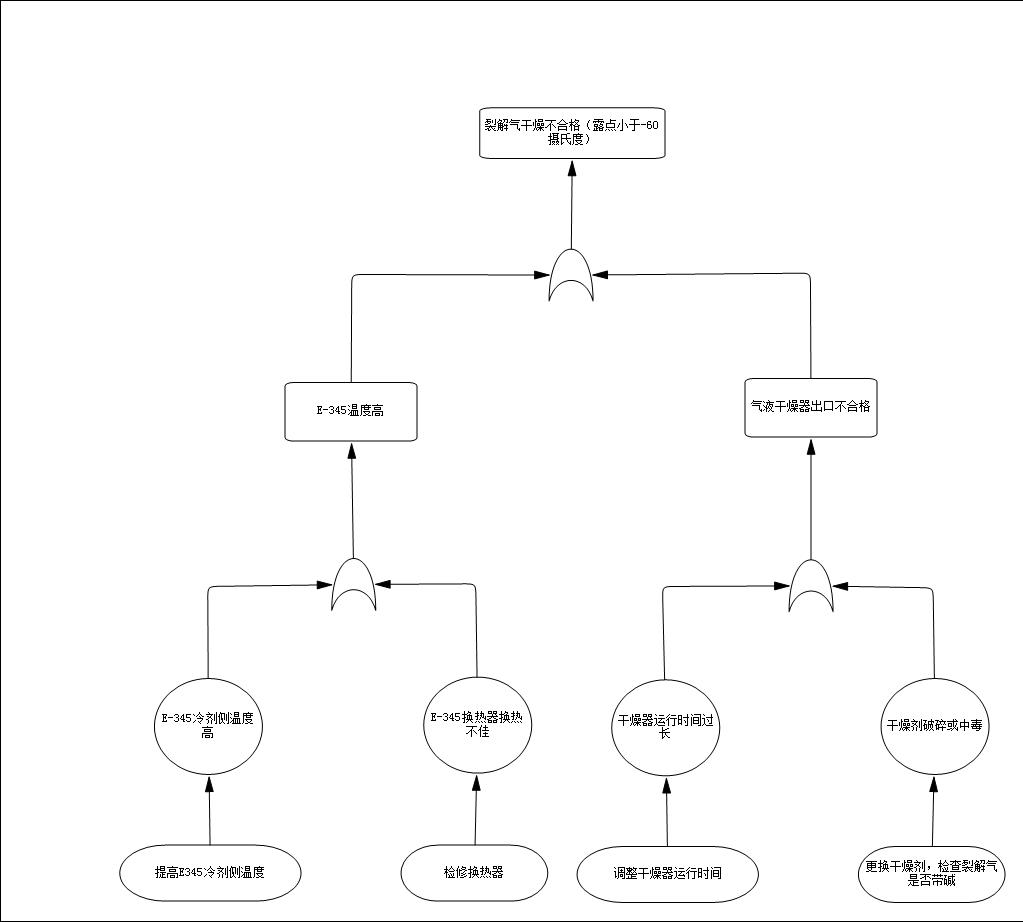 裂解气干燥不合格（露点小于-60
摄氏度）
E-345温度高
气液干燥器出口不合格
E-345冷剂侧温度
高
E-345换热器换热
不佳
干燥器运行时间过
长
干燥剂破碎或中毒
提高E345冷剂侧温度
检修换热器
调整干燥器运行时间
更换干燥剂，检查裂解气
是否带碱